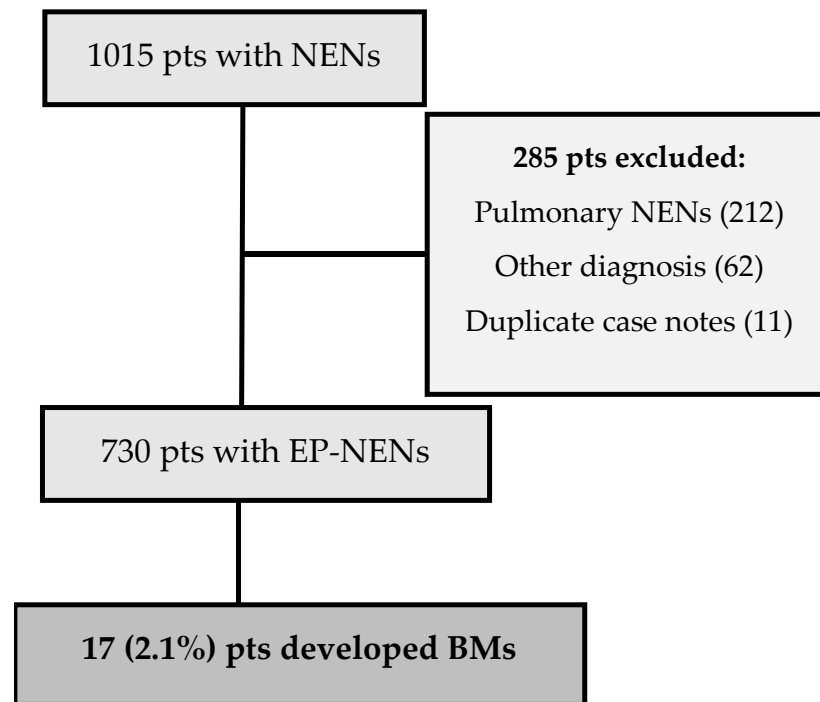 1015 pts with NENs
285 pts excluded:
Pulmonary NENs (212)
Other diagnosis (62)
Duplicate case notes (11)
730 pts with EP-NENs
17 (2.1%) pts developed BMs